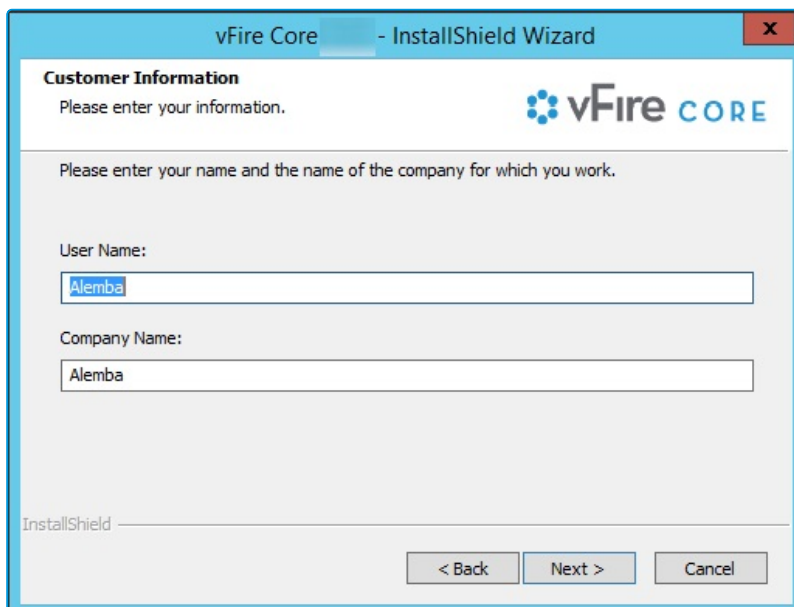 vFire Core - InstallShield Wizard
x
Customer Information
Please enter your information.
vFire CORE
Please enter your name and the name of the company for which you work.
User Name:
Alemba
Company Name:
Alemba
InstallShield
< Back Next > Cancel